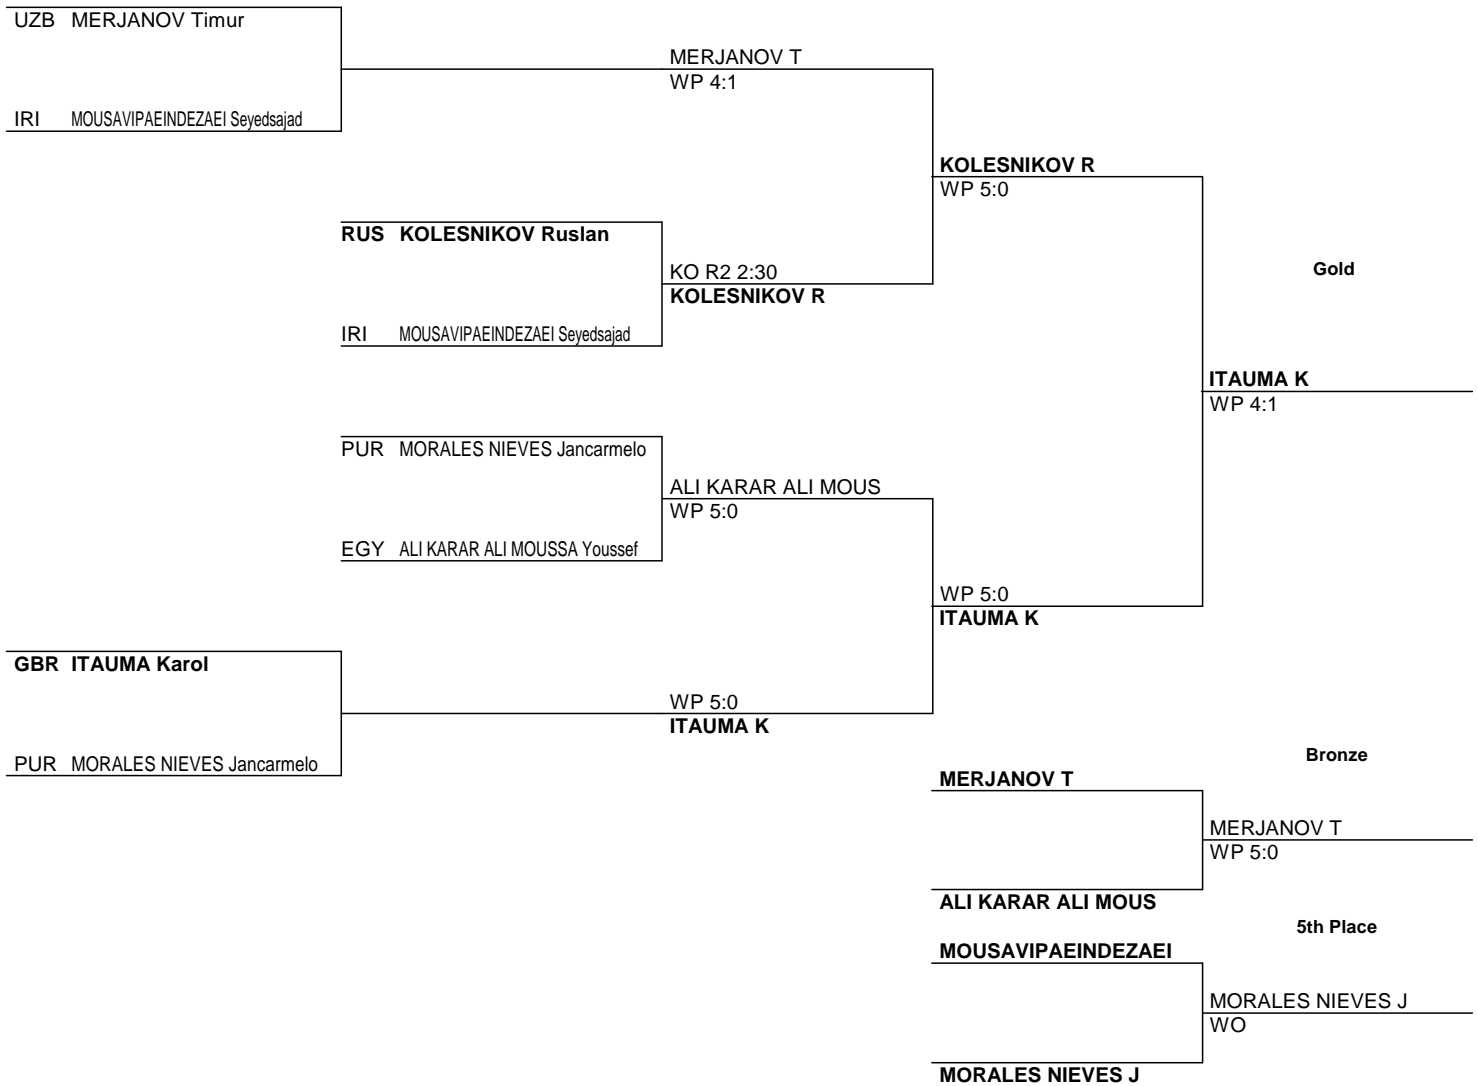 UZB MERJANOV Timur
MERJANOV T
WP 4:1
IRI MOUSAVIPAEINDEZAEI Seyedsajad
KOLESNIKOV R
WP 5:0
RUS KOLESNIKOV Ruslan
KO R2 2:30
KOLESNIKOV R
Gold
IRI MOUSAVIPAEINDEZAEI Seyedsajad
ITAUMA K
WP 4:1
PUR MORALES NIEVES Jancarmelo
ALI KARAR ALI MOUS
WP 5:0
EGY ALI KARAR ALI MOUSSA Youssef
WP 5:0
ITAUMA K
GBR ITAUMA Karol
WP 5:0
ITAUMA K
PUR MORALES NIEVES Jancarmelo
Bronze
MERJANOV T
MERJANOV T
WP 5:0
ALI KARAR ALI MOUS
5th Place
MOUSAVIPAEINDEZAEI
MORALES NIEVES J
WO
MORALES NIEVES J